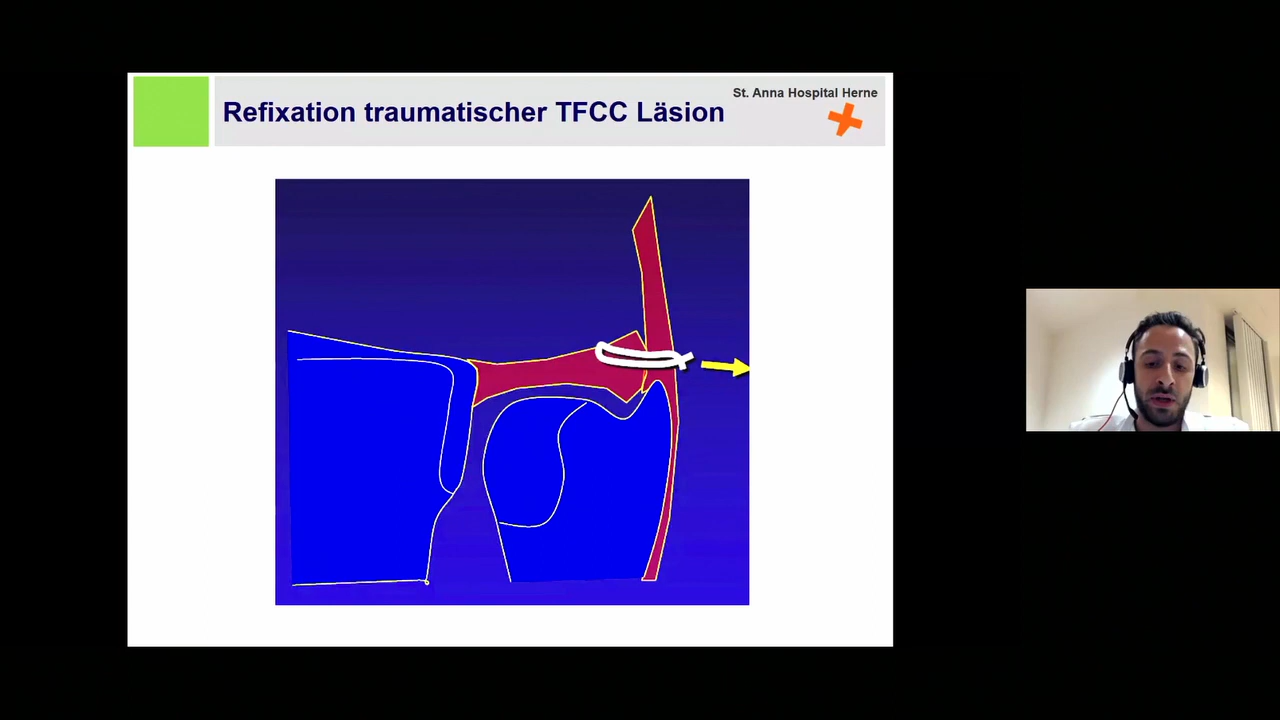 St. Anna Hospital Herne
Refixation traumatischer TFCC Läsion